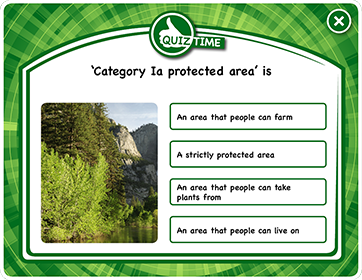 QUIZ TIME
'Category Ia protected area' is
An area that people can farm
A strictly protected area
An area that people can take
plants from
An area that people can live on